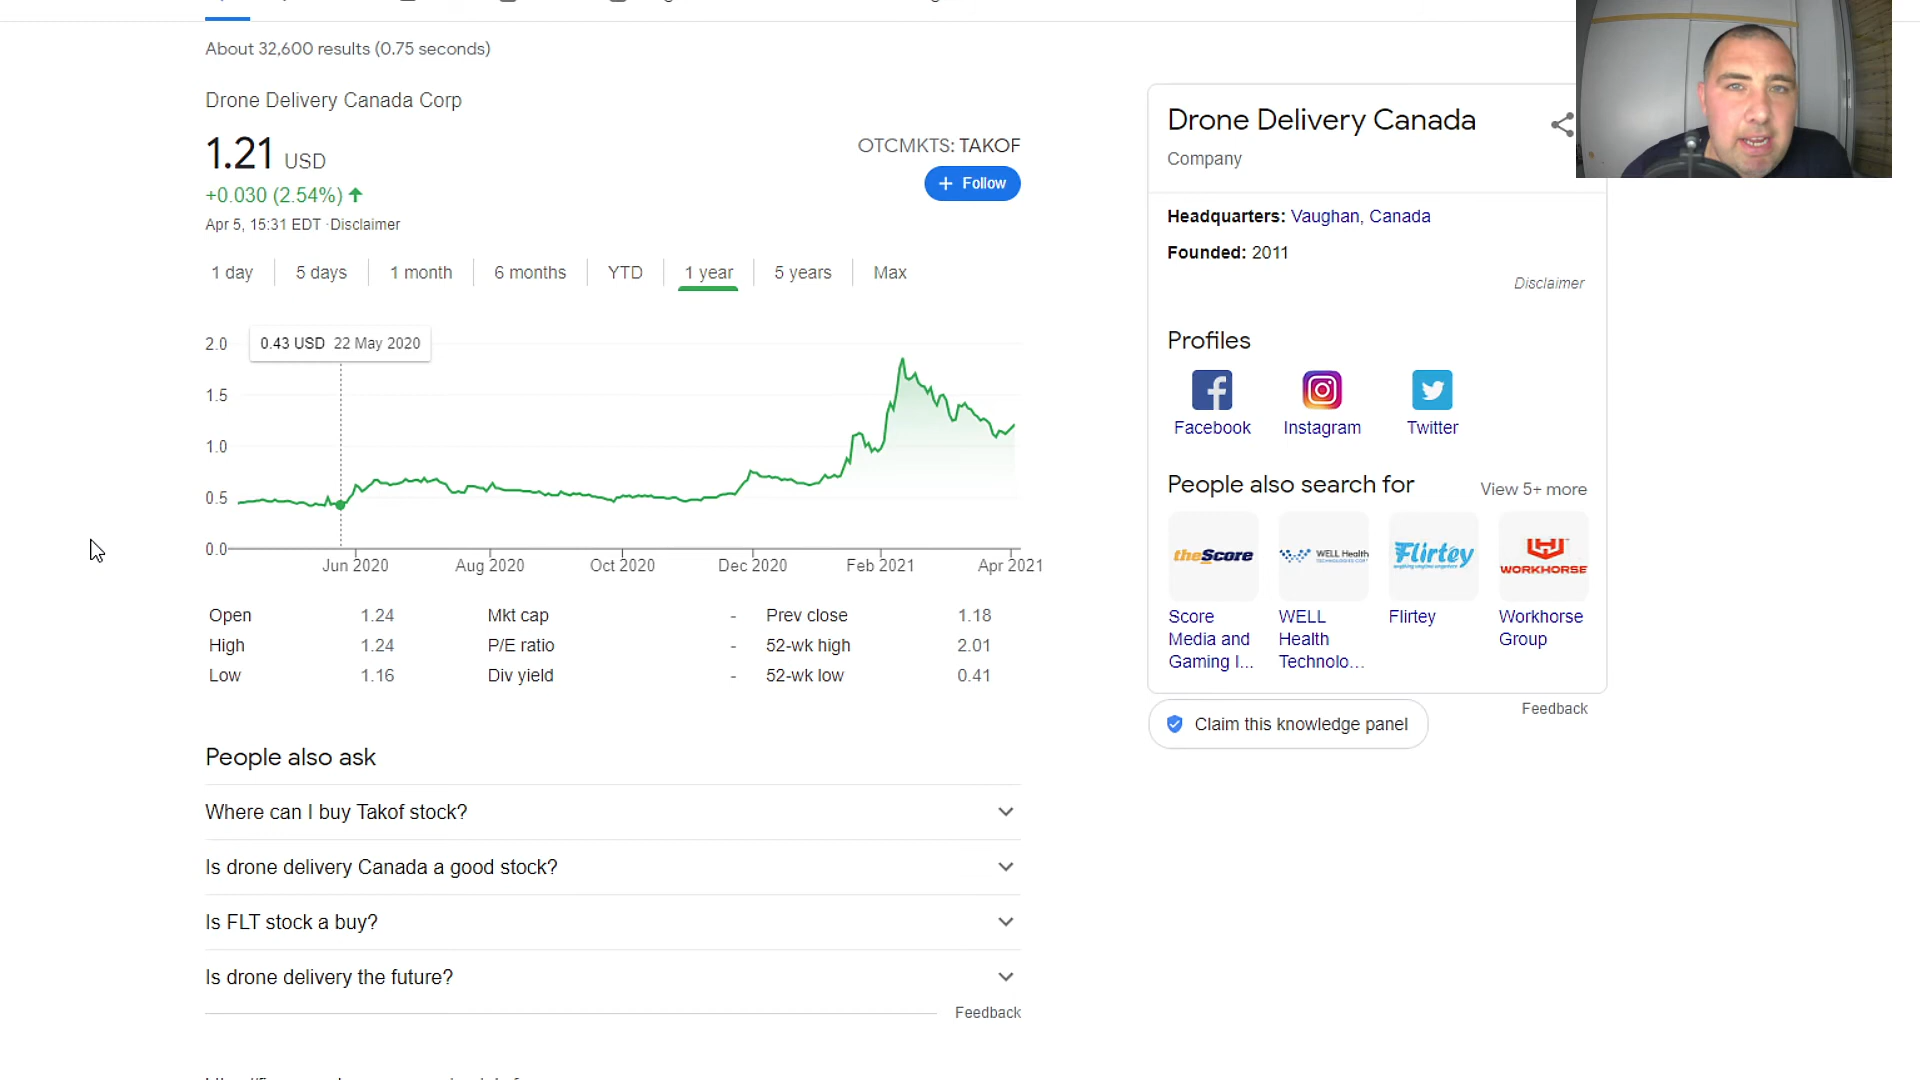 About 32,600 results (0.75 seconds)
Drone Delivery Canada Corp
1.21 USD
+0.030 (2.54%)
Apr 5, 15:31 EDT ·Disclaimer
OTCMKTS: TAKOF
+ Follow
1 day 5 days 1 month 6 months YTD 1 year 5 years Max
0.43 USD 22 May 2020
2.0
1.5
1.0
0.5
0.0
Jun 2020 Aug 2020 Oct 2020 Dec 2020 Feb 2021 Apr 2021
Open 1.24 Mkt cap - Prev close 1.18
High 1.24 P/E ratio - 52-wk high 2.01
Low 1.16 Div yield - 52-wk low 0.41
People also ask
Where can I buy Takof stock?
Is drone delivery Canada a good stock?
Is FLT stock a buy?
Is drone delivery the future?
Feedback
Drone Delivery Canada
Company
Headquarters: Vaughan, Canada
Founded: 2011
Disclaimer
Profiles
Facebook Instagram Twitter
People also search for View 5+ more
theScore
WELL Health
TECHNOLOGIES CORP
Flirtey
WORKHORSE
Score
Media and
Gaming I...
WELL
Health
Technolo...
Flirtey
Workhorse
Group
Feedback
Claim this knowledge panel